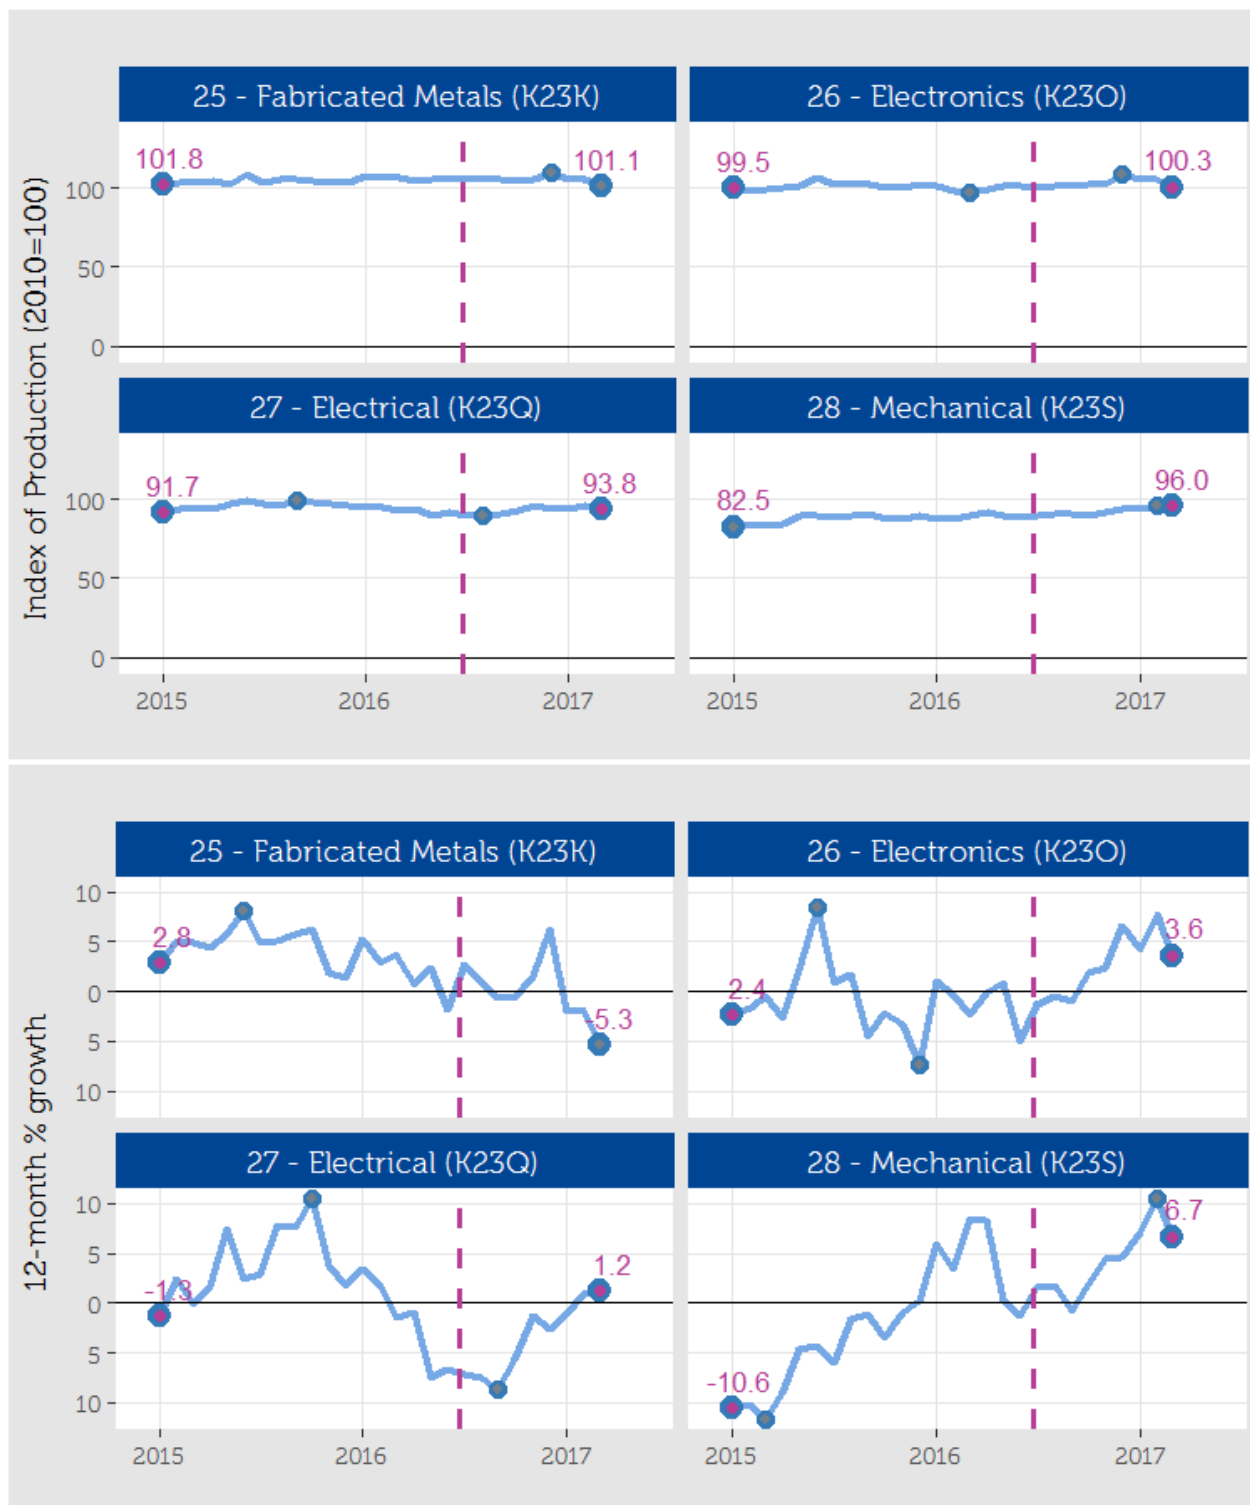 Index of Production (2010=100)
25 - Fabricated Metals (K23K)
101.8
101.1
100
50
0
26 - Electronics (K23O)
99.5
100.3
27 - Electrical (K23Q)
91.7
93.8
100
50
0
2015 2016 2017
28 - Mechanical (K23S)
82.5
96.0
2015 2016 2017
12-month % growth
25 - Fabricated Metals (K23K)
10
5
0
5
10
2.8
-5.3
26 - Electronics (K23O)
2.4
3.6
27 - Electrical (K23Q)
10
5
0
5
10
-1.3
1.2
2015 2016 2017
28 - Mechanical (K23S)
-10.6
6.7
2015 2016 2017